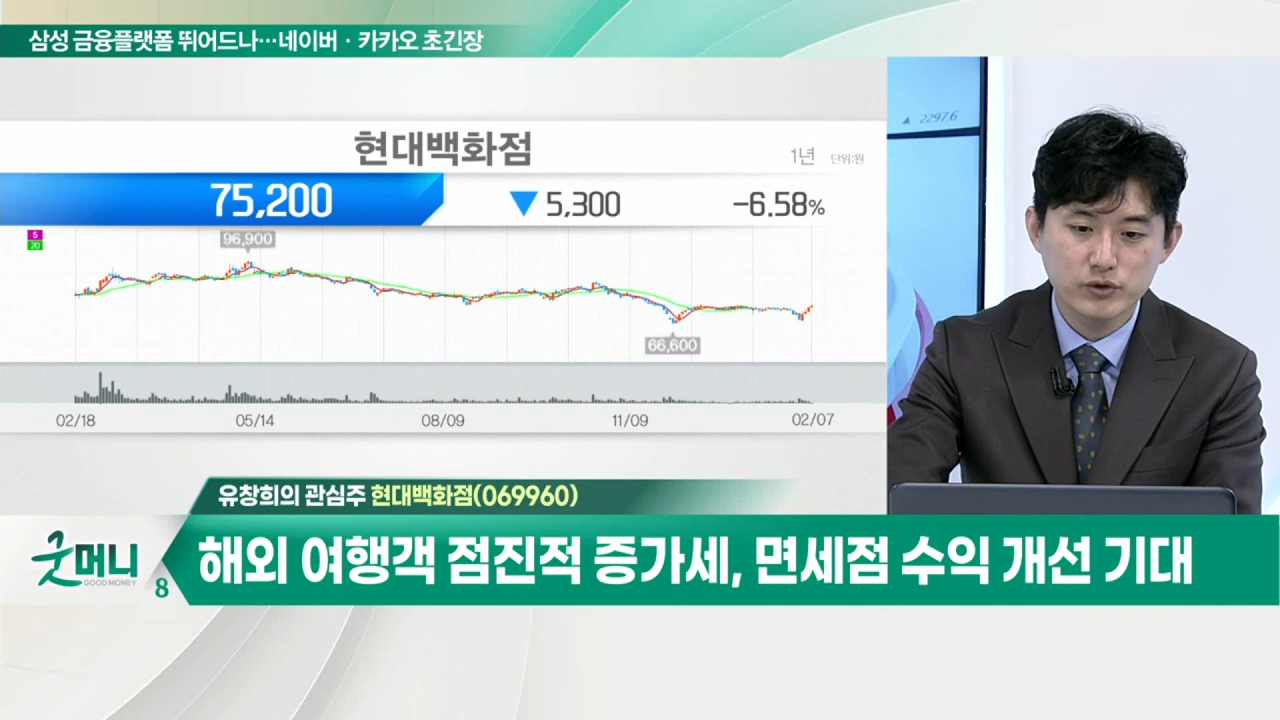 삼성 금융플랫폼 뛰어드나…네이버 · 카카오 초긴장
▲ 2297.6
현대백화점
1년 단위:원
75,200 ▼ 5,300 -6.58%
5
20
96,900
66,600
02/18 05/14 08/09 11/09 02/07
유창희의 관심주 현대백화점(069960)
굿머니
GOOD MONEY
8
해외 여행객 점진적 증가세, 면세점 수익 개선 기대